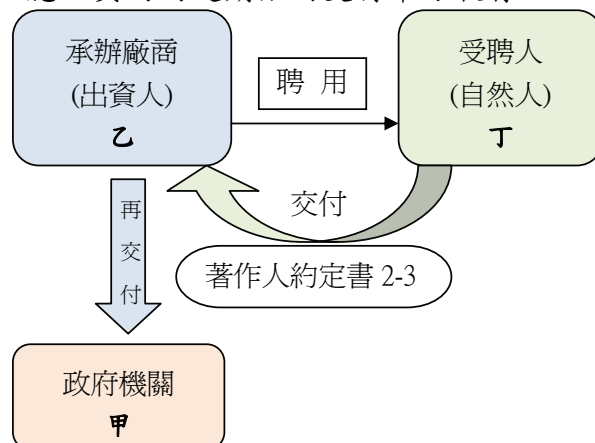 承辦廠商
(出資人)
乙
聘 用
受聘人
(自然人)
丁
交付
著作人約定書 2-3
再
交
付
政府機關
甲